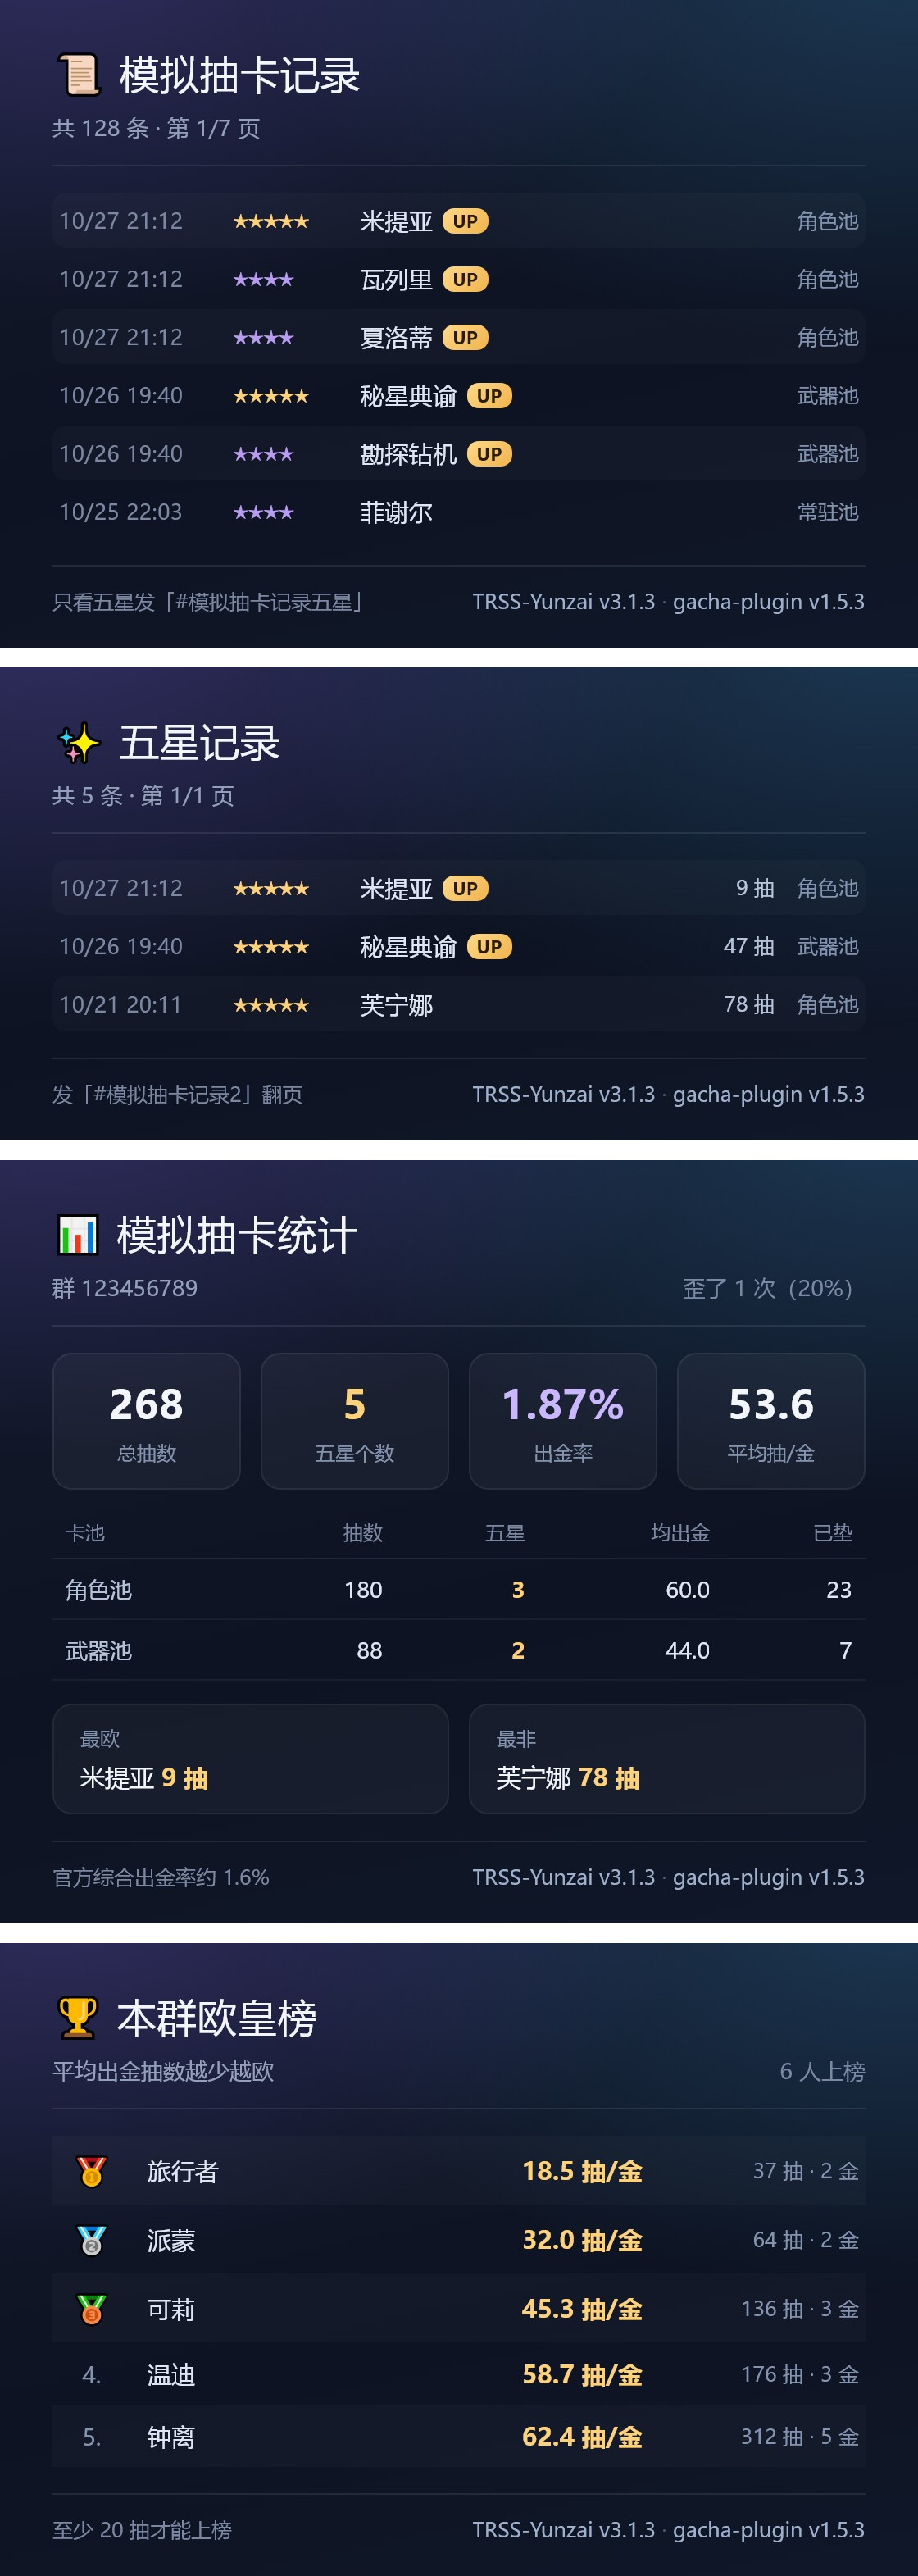 模拟抽卡记录
共 128 条 · 第 1/7 页
10/27 21:12 ★★★★★ 米提亚 UP 角色池
10/27 21:12 ★★★★ 瓦列里 UP 角色池
10/27 21:12 ★★★★ 夏洛蒂 UP 角色池
10/26 19:40 ★★★★★ 秘星典谕 UP 武器池
10/26 19:40 ★★★★ 勘探钻机 UP 武器池
10/25 22:03 ★★★★ 菲谢尔 常驻池
只看五星发「#模拟抽卡记录五星」 TRSS-Yunzai v3.1.3 · gacha-plugin v1.5.3
五星记录
共 5 条 · 第 1/1 页
10/27 21:12 ★★★★★ 米提亚 UP 9 抽 角色池
10/26 19:40 ★★★★★ 秘星典谕 UP 47 抽 武器池
10/21 20:11 ★★★★★ 芙宁娜 78 抽 角色池
发「#模拟抽卡记录2」翻页 TRSS-Yunzai v3.1.3 · gacha-plugin v1.5.3
模拟抽卡统计
群 123456789 歪了 1 次（20%）
268 5 1.87% 53.6
总抽数 五星个数 出金率 平均抽/金
卡池 抽数 五星 均出金 已垫
角色池 180 3 60.0 23
武器池 88 2 44.0 7
最欧 最非
米提亚 9 抽 芙宁娜 78 抽
官方综合出金率约 1.6% TRSS-Yunzai v3.1.3 · gacha-plugin v1.5.3
本群欧皇榜
平均出金抽数越少越欧 6 人上榜
1 旅行者 18.5 抽/金 37 抽 · 2 金
2 派蒙 32.0 抽/金 64 抽 · 2 金
3 可莉 45.3 抽/金 136 抽 · 3 金
4. 温迪 58.7 抽/金 176 抽 · 3 金
5. 钟离 62.4 抽/金 312 抽 · 5 金
至少 20 抽才能上榜 TRSS-Yunzai v3.1.3 · gacha-plugin v1.5.3